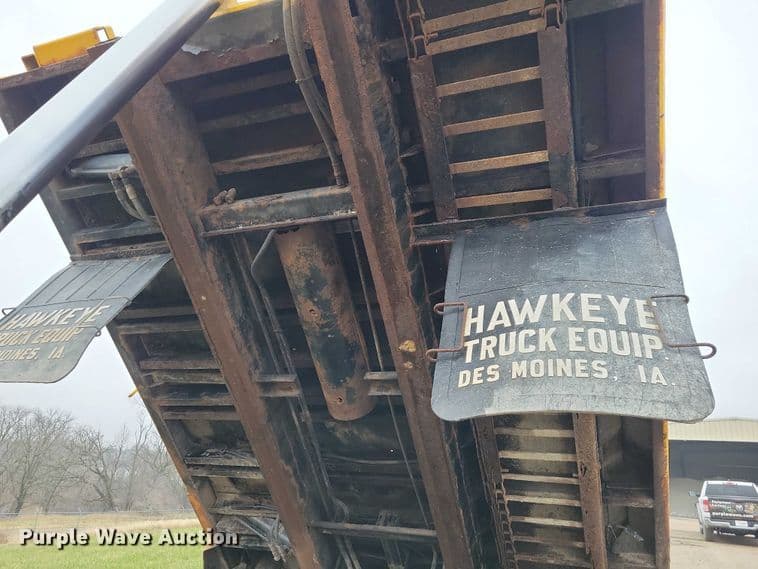 HAWKEYE
TRUCK EQUIP
DES MOINES, IA.
HAWKEYE
TRUCK EQUIP
MOINES, IA.
Purple Wave Auction®